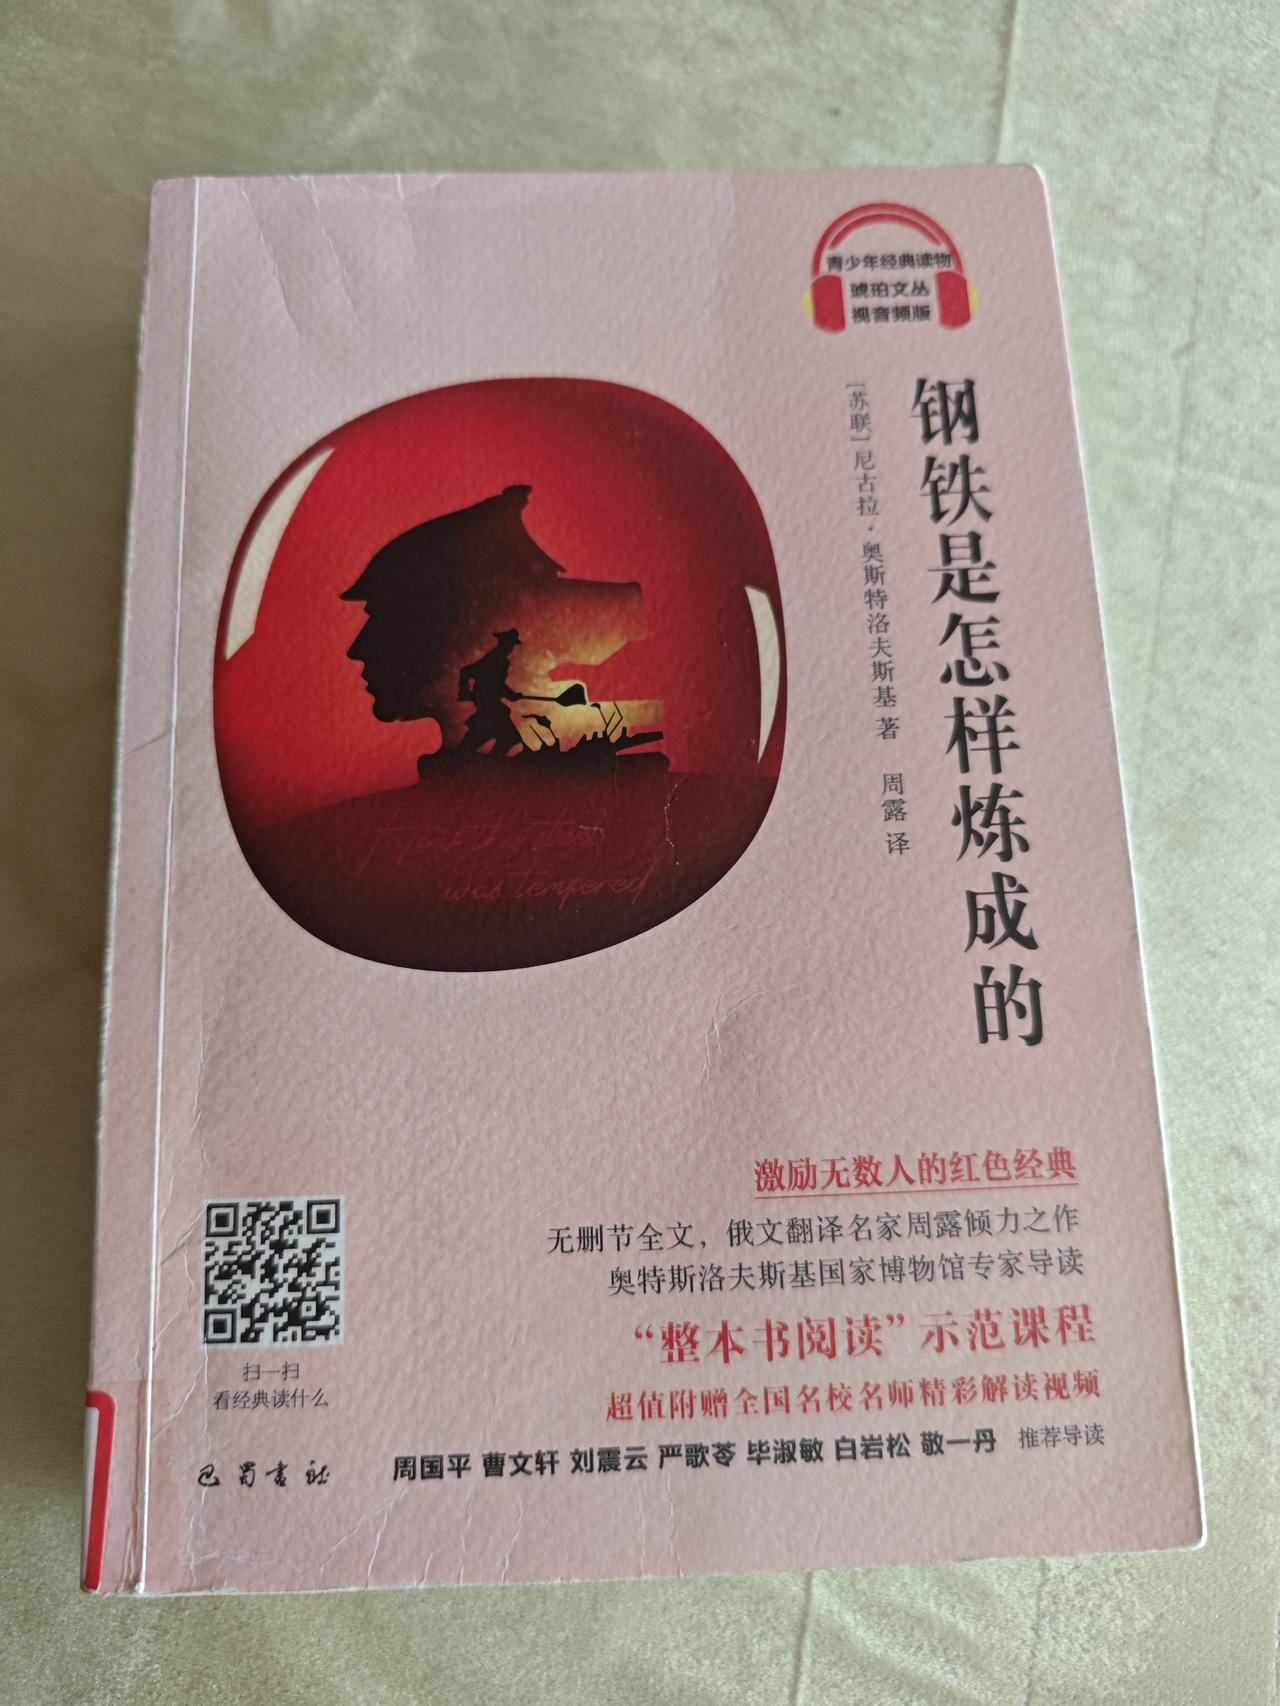 青少年经典读物
琥珀文丛
视音频版
钢铁是怎样炼成的
[苏联]尼古拉·奥斯特洛夫斯基 著 周露 译
How the steel
was tempered
激励无数人的红色经典
无删节全文，俄文翻译名家周露倾力之作
奥特斯洛夫斯基国家博物馆专家导读
“整本书阅读”示范课程
超值附赠全国名校名师精彩解读视频
周国平 曹文轩 刘震云 严歌苓 毕淑敏 白岩松 敬一丹 推荐导读
扫一扫
看经典读什么
巴蜀书社